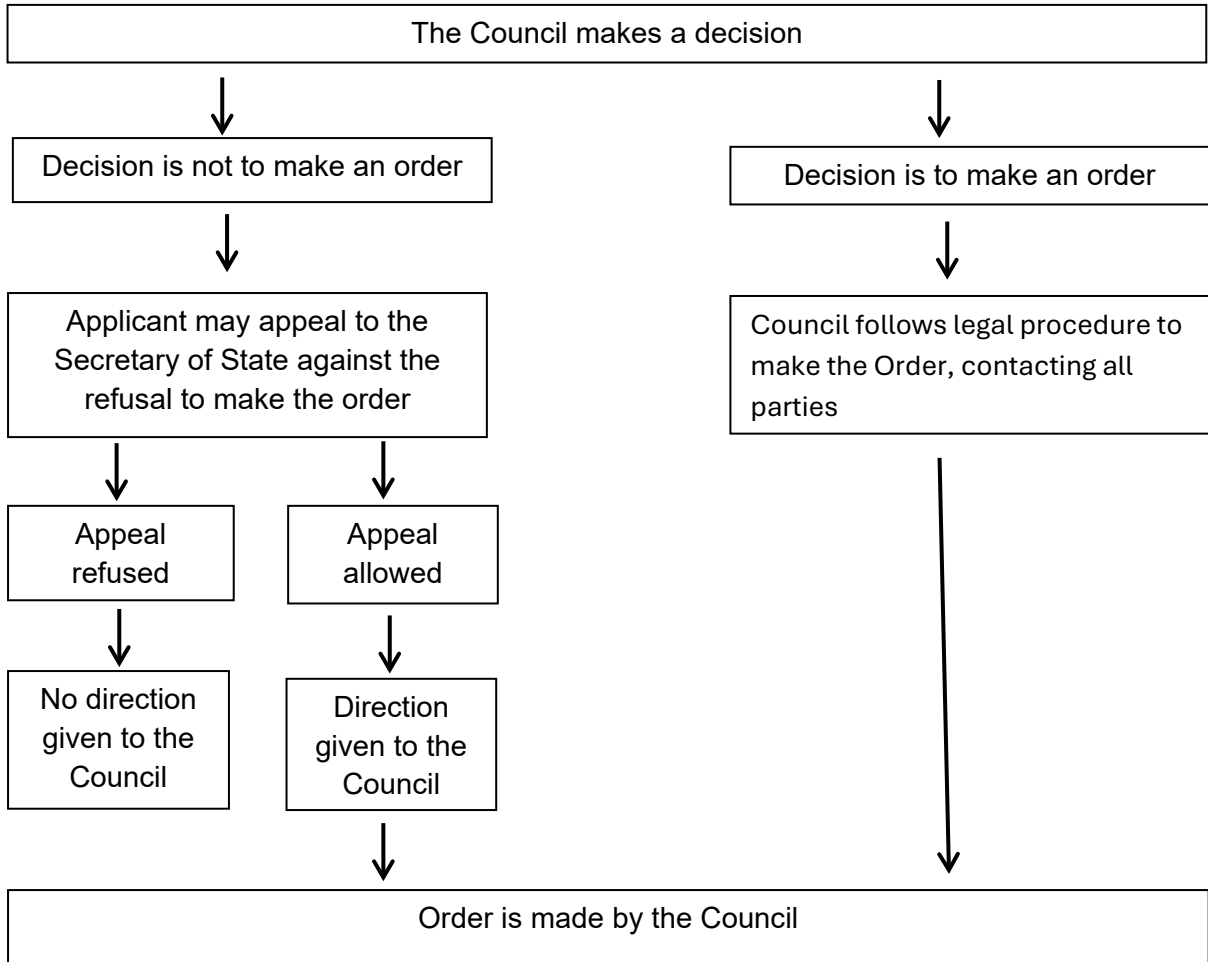 The Council makes a decision
Decision is not to make an order
Decision is to make an order
Applicant may appeal to the
Secretary of State against the
refusal to make the order
Council follows legal procedure to
make the Order, contacting all
parties
Appeal
refused
Appeal
allowed
No direction
given to the
Council
Direction
given to the
Council
Order is made by the Council